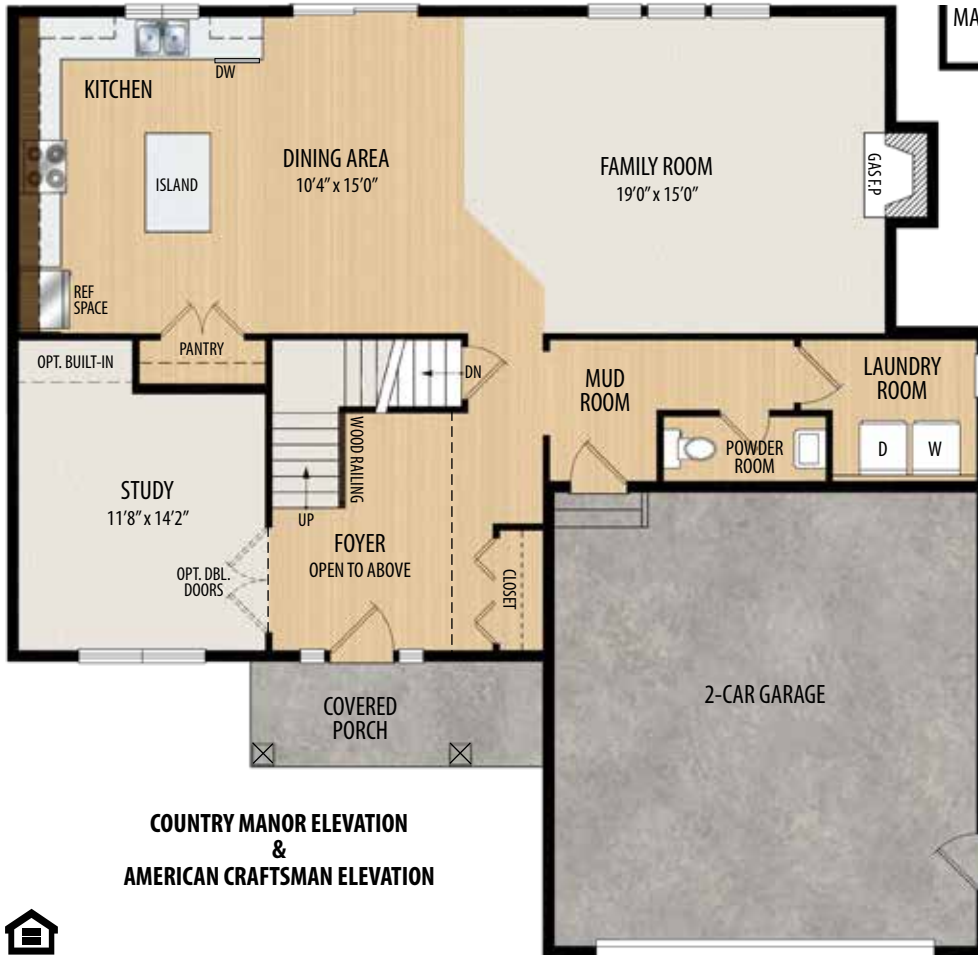 MA
DW
KITCHEN
DINING AREA
10'4" x 15'0"
FAMILY ROOM
19'0" x 15'0"
GAS F.P
ISLAND
REF
SPACE
PANTRY
OPT. BUILT-IN
DN
MUD
ROOM
LAUNDRY
ROOM
WOOD RAILING
POWDER
ROOM
D
W
STUDY
11'8" x 14'2"
UP
FOYER
OPEN TO ABOVE
OPT. DBL.
DOORS
CLOSET
2-CAR GARAGE
COVERED
PORCH
COUNTRY MANOR ELEVATION
&
AMERICAN CRAFTSMAN ELEVATION